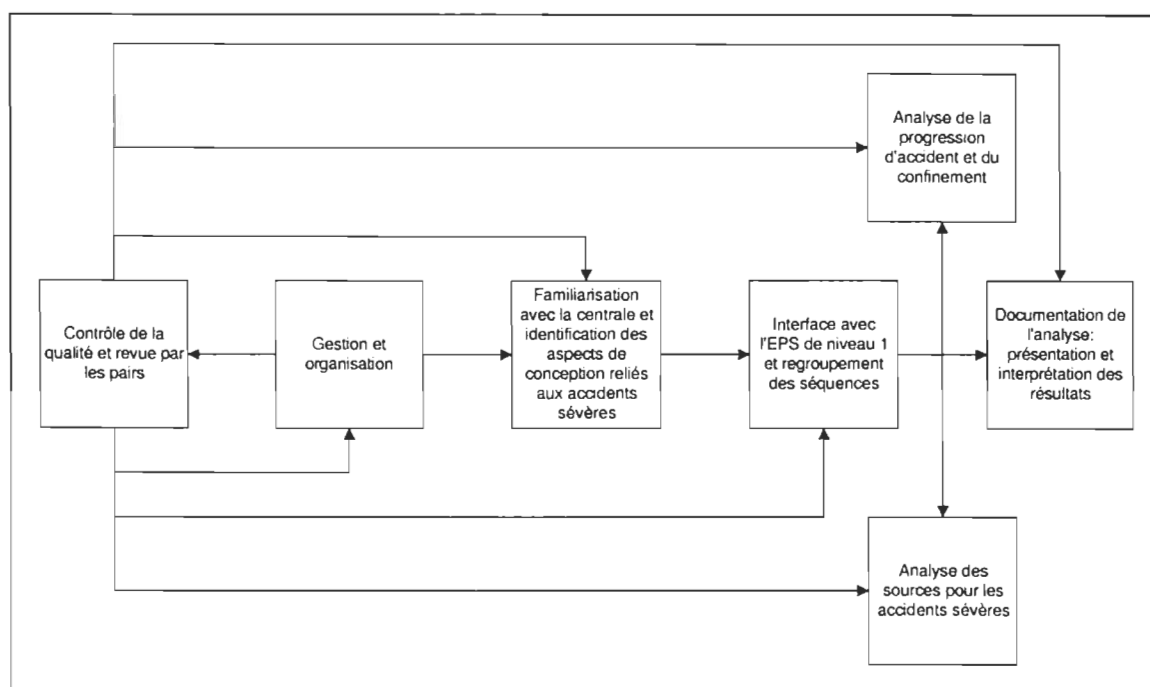 Analyse de la
progression
d'accident et du
confinement
Contrôle de la
qualité et revue par
les pairs
Gestion et
organisation
Familiarisation
avec la centrale et
identification des
aspects de
conception reliés
aux accidents
sévères
Interface avec
l'EPS de niveau 1
et regroupement
des séquences
Documentation de
l'analyse:
présentation et
interprétation des
résultats
Analyse des
sources pour les
accidents sévères